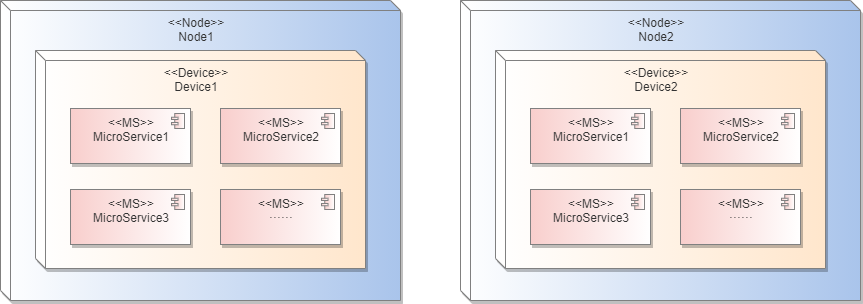 <<Node>>
Node1
<<Device>>
Device1
<<MS>>
MicroService1
<<MS>>
MicroService2
<<MS>>
MicroService3
<<MS>>
······
<<Node>>
Node2
<<Device>>
Device2
<<MS>>
MicroService1
<<MS>>
MicroService2
<<MS>>
MicroService3
<<MS>>
······